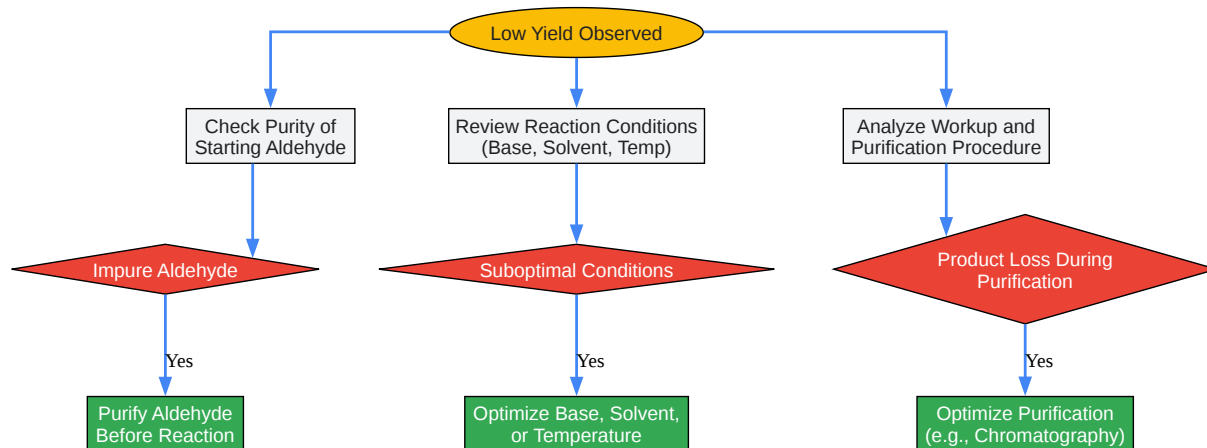 Low Yield Observed
Check Purity of
Starting Aldehyde
Review Reaction Conditions
(Base, Solvent, Temp)
Analyze Workup and
Purification Procedure
Impure Aldehyde
Suboptimal Conditions
Product Loss During
Purification
Yes
Yes
Yes
Purify Aldehyde
Before Reaction
Optimize Base, Solvent,
or Temperature
Optimize Purification
(e.g., Chromatography)